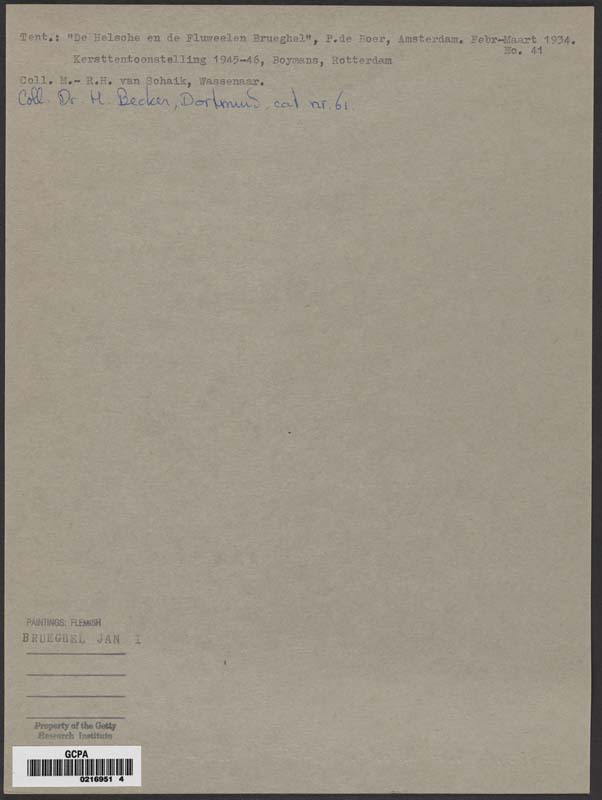 Tent.: "De Helsche en de Fluweelen Brueghel", P.de Boer, Amsterdam. Febr-Maart 1934.
No. 41
Kersttentoonstelling 1945-46, Boymans, Rotterdam
Coll. M.- R.H. van Schaik, Wassenaar.
Coll. Dr. H. Becker, Dortmund, cat nr. 61.
PAINTINGS: FLEMISH
BRUEGHEL JAN I
Property of the Getty
Research Institute
GCPA
0216951 4